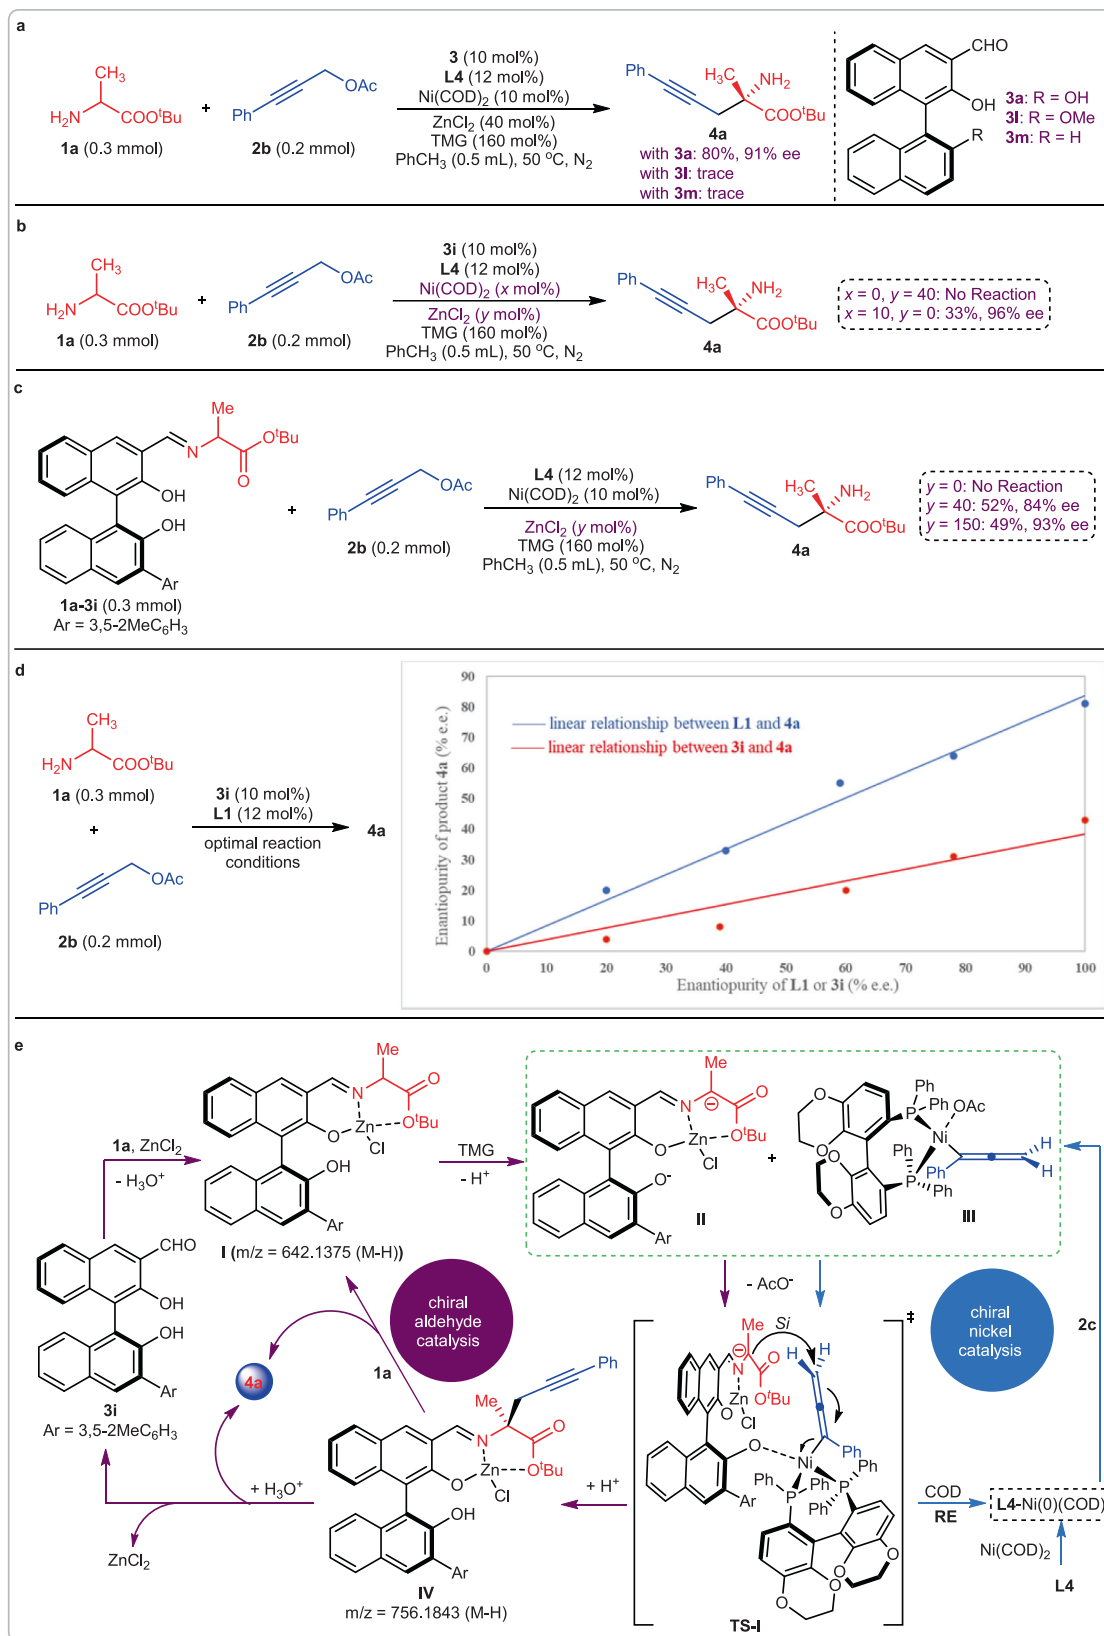 a
CH₃
H₂N
COOᵗBu
1a (0.3 mmol)
+
Ph
OAc
2b (0.2 mmol)
3 (10 mol%)
L4 (12 mol%)
Ni(COD)₂ (10 mol%)
ZnCl₂ (40 mol%)
TMG (160 mol%)
PhCH₃ (0.5 mL), 50 °C, N₂
Ph
H₃C
NH₂
COOᵗBu
4a
with 3a: 80%, 91% ee
with 3l: trace
with 3m: trace
CHO
OH
R
3a: R = OH
3l: R = OMe
3m: R = H
b
CH₃
H₂N
COOᵗBu
1a (0.3 mmol)
+
Ph
OAc
2b (0.2 mmol)
3i (10 mol%)
L4 (12 mol%)
Ni(COD)₂ (x mol%)
ZnCl₂ (y mol%)
TMG (160 mol%)
PhCH₃ (0.5 mL), 50 °C, N₂
Ph
H₃C
NH₂
COOᵗBu
4a
x = 0, y = 40: No Reaction
x = 10, y = 0: 33%, 96% ee
c
Me
OᵗBu
N
O
OH
OH
Ar
1a-3i (0.3 mmol)
Ar = 3,5-2MeC₆H₃
+
Ph
OAc
2b (0.2 mmol)
L4 (12 mol%)
Ni(COD)₂ (10 mol%)
ZnCl₂ (y mol%)
TMG (160 mol%)
PhCH₃ (0.5 mL), 50 °C, N₂
Ph
H₃C
NH₂
COOᵗBu
4a
y = 0: No Reaction
y = 40: 52%, 84% ee
y = 150: 49%, 93% ee
d
CH₃
H₂N
COOᵗBu
1a (0.3 mmol)
+
OAc
Ph
2b (0.2 mmol)
3i (10 mol%)
L1 (12 mol%)
optimal reaction
conditions
4a
Enantiopurity of product 4a (% e.e.)
90
80
70
60
50
40
30
20
10
0
linear relationship between L1 and 4a
linear relationship between 3i and 4a
0 10 20 30 40 50 60 70 80 90 100
Enantiopurity of L1 or 3i (% e.e.)
e
Me
N
O
O
Zn
OᵗBu
Cl
OH
Ar
I (m/z = 642.1375 (M-H))
1a, ZnCl₂
- H₃O⁺
TMG
- H⁺
Me
N
⊖
O
O
Zn
OᵗBu
Cl
O⁻
Ar
II
+
O
O
O
O
Ph
P
Ph
OAc
Ni
Ph
P
Ph
Ph
H
H
III
CHO
OH
OH
Ar
3i
Ar = 3,5-2MeC₆H₃
chiral
aldehyde
catalysis
1a
4a
- AcO⁻
chiral
nickel
catalysis
2c
Si
Me
⊖
N
O
OᵗBu
Zn
O
Cl
H
H
O
Ar
Ni
Ph
Ph
Ph
P
Ph
P
Ph
O
O
O
O
‡
TS-I
+ H⁺
Ph
Me
N
O
O
Zn
OᵗBu
Cl
OH
Ar
IV
m/z = 756.1843 (M-H)
+ H₃O⁺
ZnCl₂
COD
RE
L4-Ni(0)(COD)
Ni(COD)₂
L4